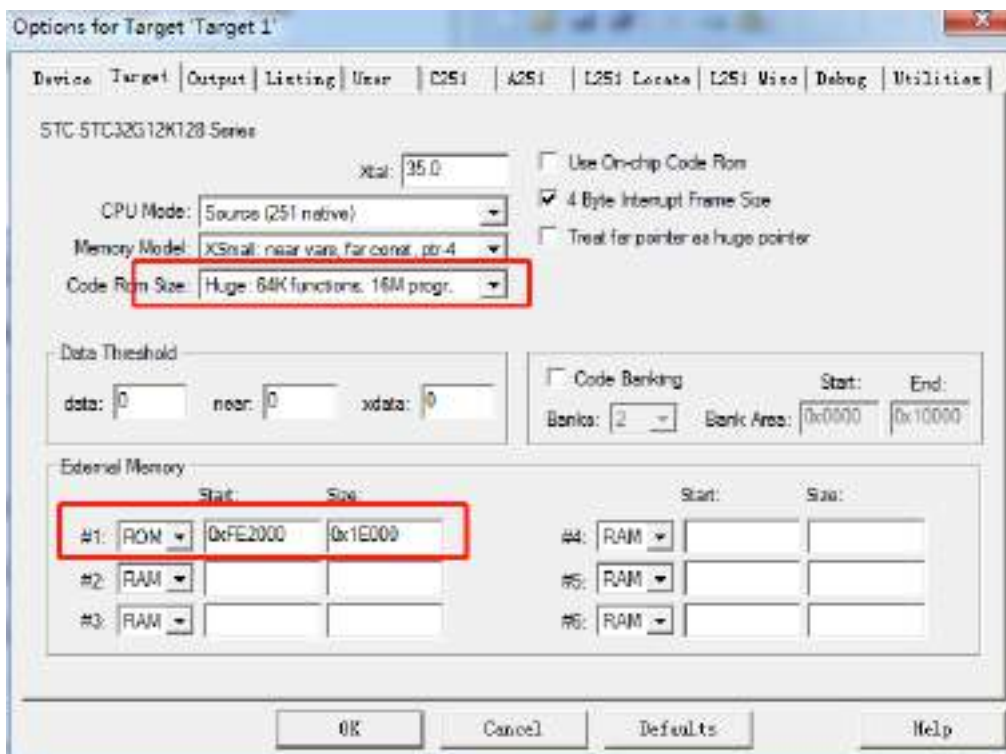 Options for Target 'Target 1'
Device Target Output Listing User C251 A251 L251 Locate L251 Misc Debug Utilities
STC STC32G12K128 Series
Xtal: 35.0
Use On-chip Code Rom
CPU Mode: Source (251 native)
4 Byte Interrupt Frame Size
Memory Model: XSmall: near vars, far const, ptr-4
Treat far pointer as huge pointer
Code Rom Size: Huge: 64K functions, 16M progr.
Data Threshold
data: 0 near: 0 xdata: 0
Code Banking Start: End:
Banks: 2 Bank Area: 0x0000 0x10000
External Memory
Start: Size: Start: Size:
#1: ROM 0xFE2000 0x1E000 #4: RAM
#2: RAM #5: RAM
#3: RAM #6: RAM
OK Cancel Defaults Help